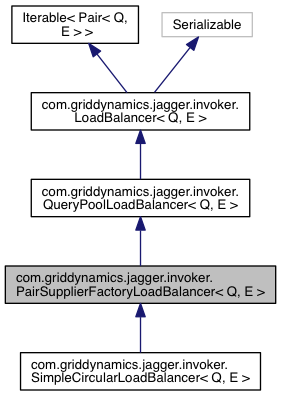 Iterable< Pair< Q,
E > >
Serializable
com.griddynamics.jagger.invoker.
LoadBalancer< Q, E >
com.griddynamics.jagger.invoker.
QueryPoolLoadBalancer< Q, E >
com.griddynamics.jagger.invoker.
PairSupplierFactoryLoadBalancer< Q, E >
com.griddynamics.jagger.invoker.
SimpleCircularLoadBalancer< Q, E >